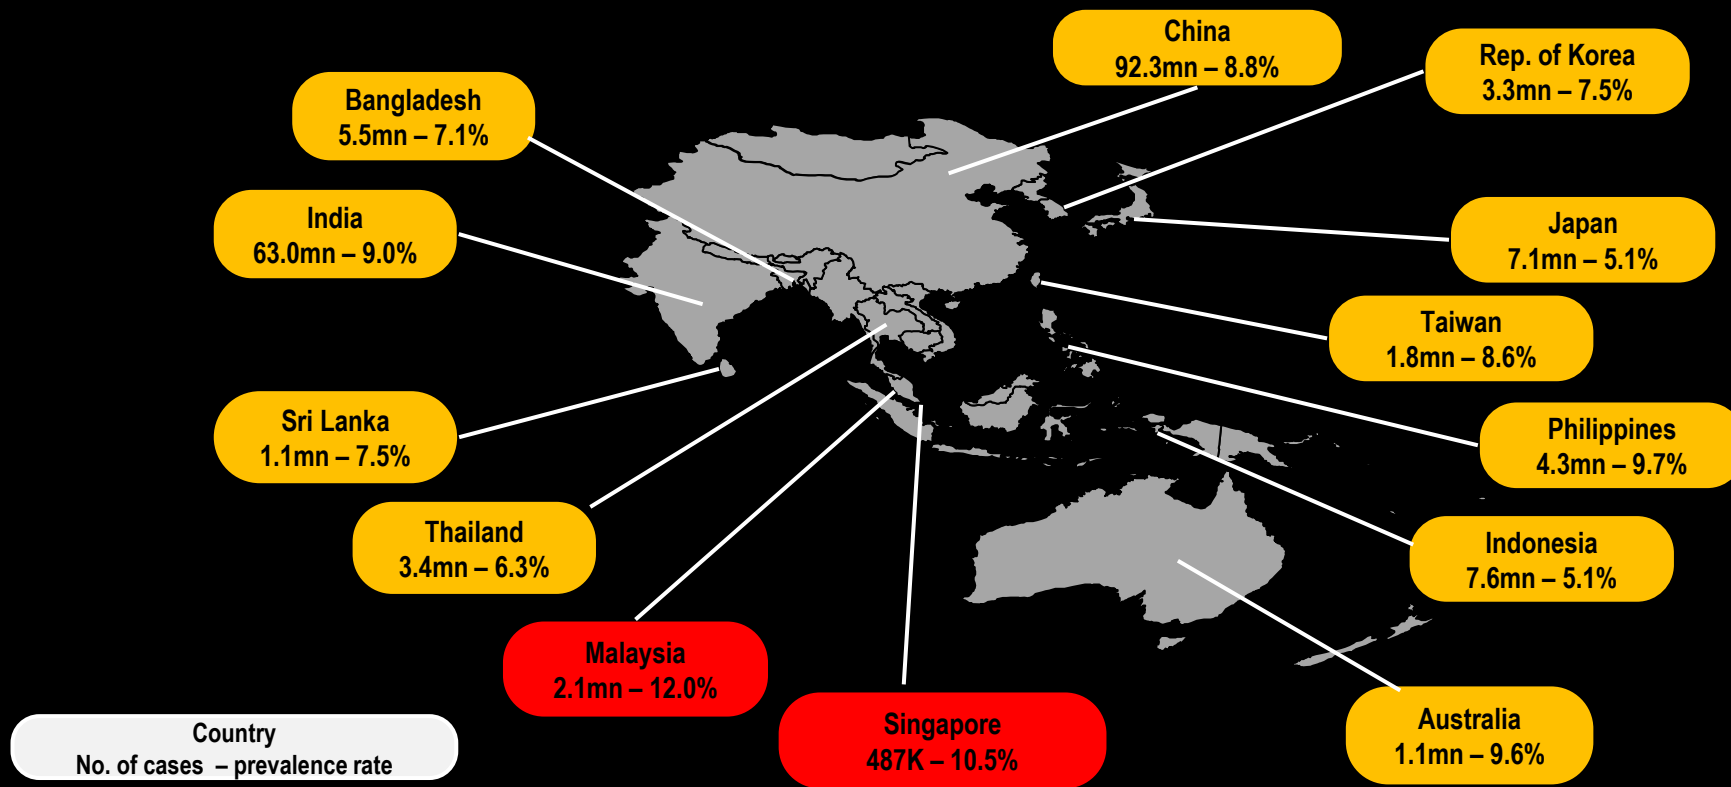 China
92.3mn – 8.8%
Rep. of Korea
3.3mn – 7.5%
Bangladesh
5.5mn – 7.1%
India
63.0mn – 9.0%
Japan
7.1mn – 5.1%
Taiwan
1.8mn – 8.6%
Sri Lanka
1.1mn – 7.5%
Philippines
4.3mn – 9.7%
Thailand
3.4mn – 6.3%
Indonesia
7.6mn – 5.1%
Malaysia
2.1mn – 12.0%
Singapore
487K – 10.5%
Australia
1.1mn – 9.6%
Country
No. of cases – prevalence rate